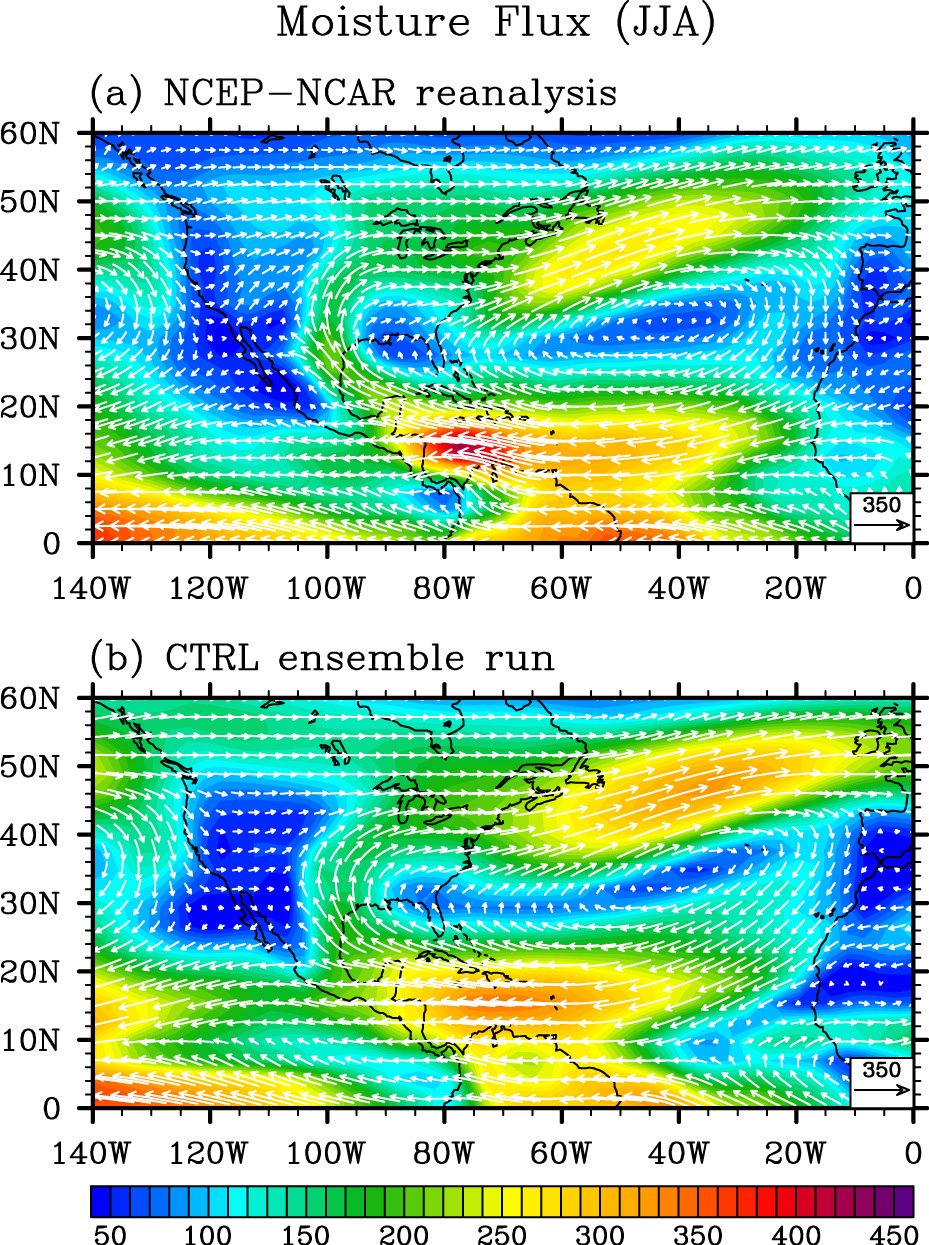 Moisture Flux (JJA)
(a) NCEP−NCAR reanalysis
60N
50N
40N
30N
20N
10N
0
350
140W 120W 100W 80W 60W 40W 20W 0
(b) CTRL ensemble run
60N
50N
40N
30N
20N
10N
0
350
140W 120W 100W 80W 60W 40W 20W 0
50 100 150 200 250 300 350 400 450